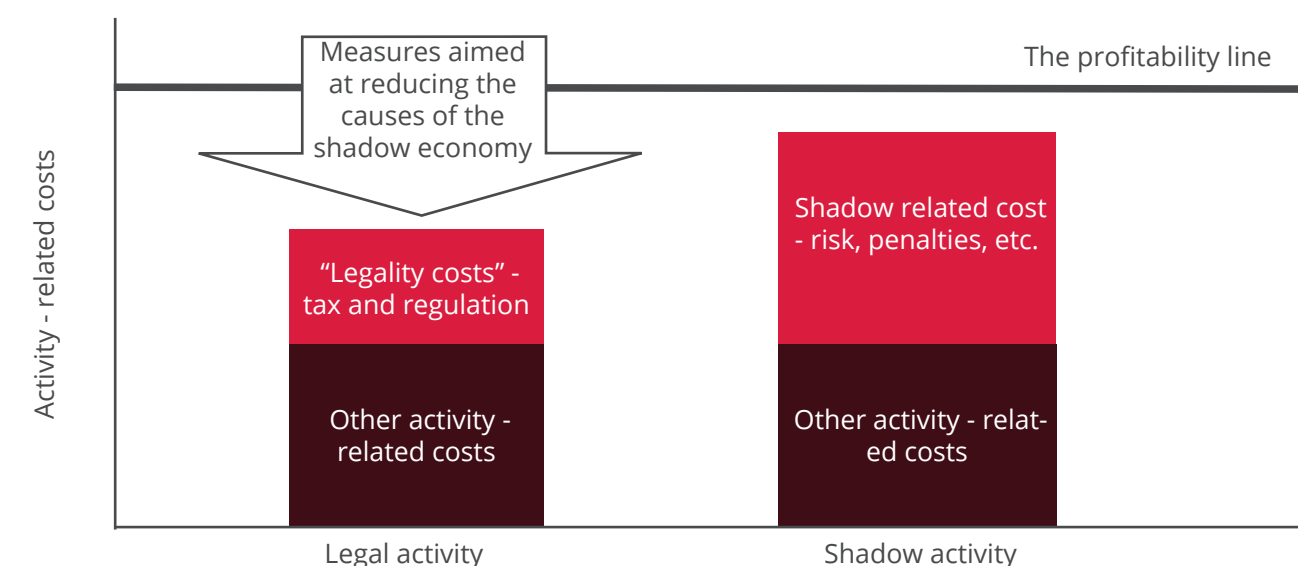 Measures aimed
at reducing the
causes of the
shadow economy
The profitability line
Activity - related costs
“Legality costs” -
tax and regulation
Other activity -
related costs
Shadow related cost
- risk, penalties, etc.
Other activity - relat-
ed costs
Legal activity
Shadow activity